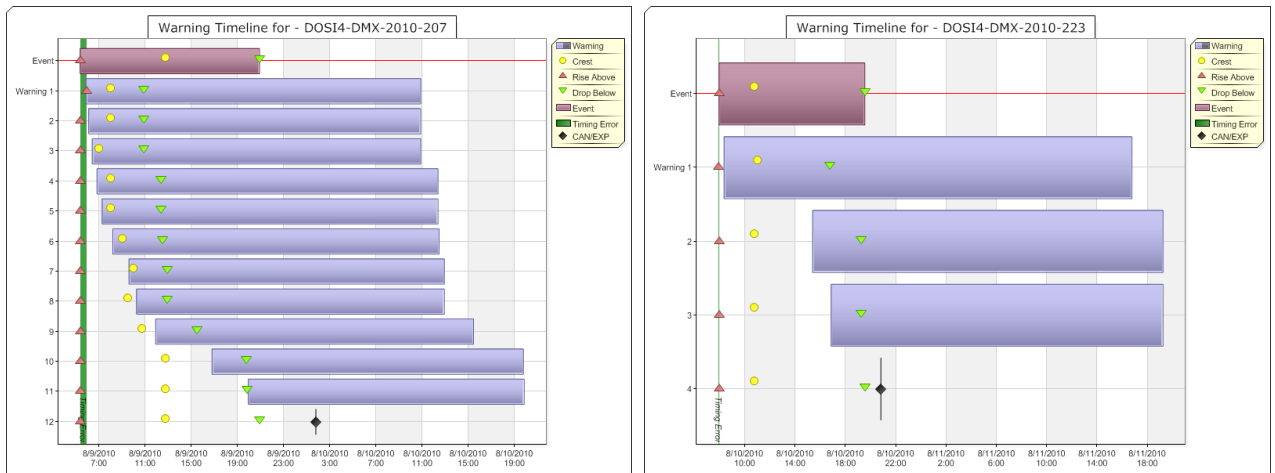 Warning Timeline for - DOSI4-DMX-2010-207
Event
Warning 1
2
3
4
5
6
7
8
9
10
11
12
Timing Error
8/9/2010
7:00
8/9/2010
11:00
8/9/2010
15:00
8/9/2010
19:00
8/9/2010
23:00
8/10/2010
3:00
8/10/2010
7:00
8/10/2010
11:00
8/10/2010
15:00
8/10/2010
19:00
Warning
Crest
Rise Above
Drop Below
Event
Timing Error
CAN/EXP
Warning Timeline for - DOSI4-DMX-2010-223
Event
Warning 1
2
3
4
Timing Error
8/10/2010
10:00
8/10/2010
14:00
8/10/2010
18:00
8/10/2010
22:00
8/11/2010
2:00
8/11/2010
6:00
8/11/2010
10:00
8/11/2010
14:00
8/11/2010
18:00
Warning
Crest
Rise Above
Drop Below
Event
Timing Error
CAN/EXP